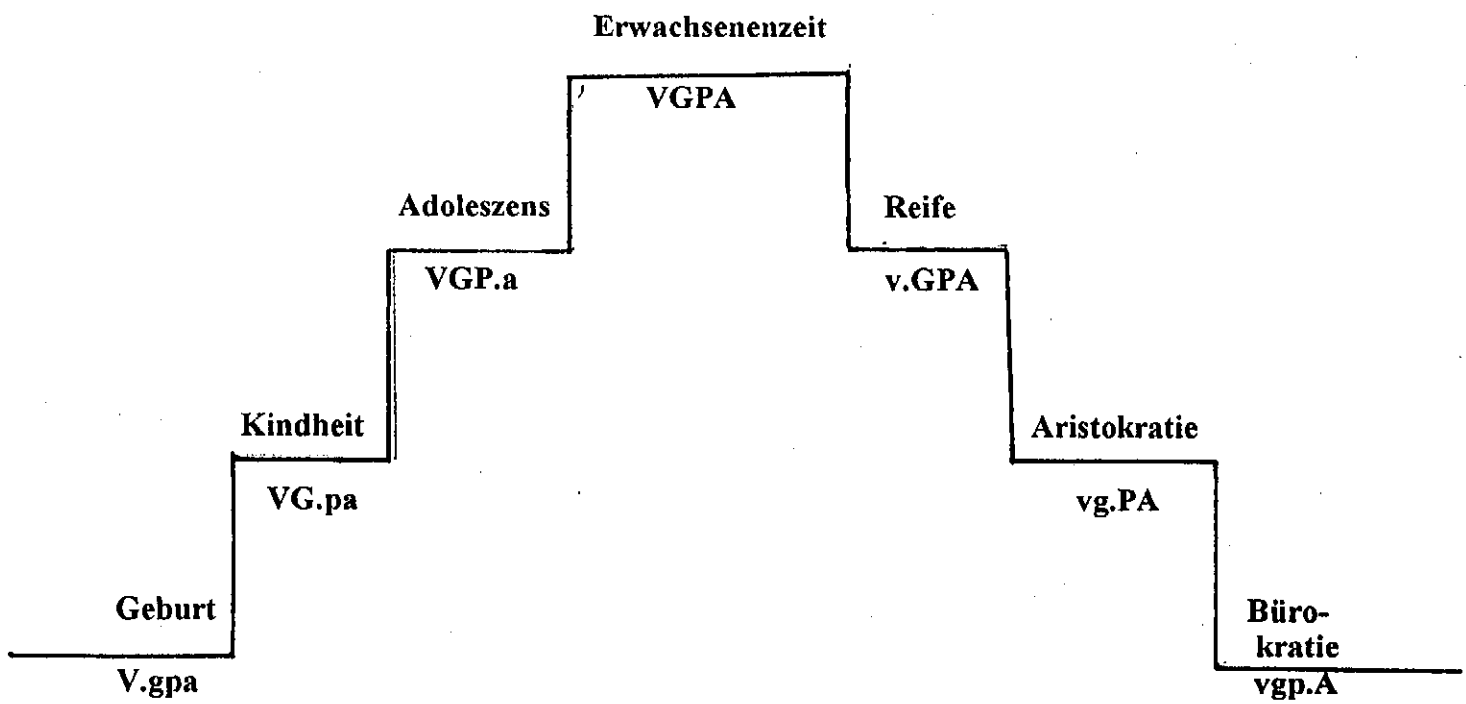 Erwachsenenzeit
VGPA
Adoleszens
VGP.a
Reife
v.GPA
Kindheit
VG.pa
Aristokratie
vg.PA
Geburt
V.gpa
Büro-
kratie
vgp.A